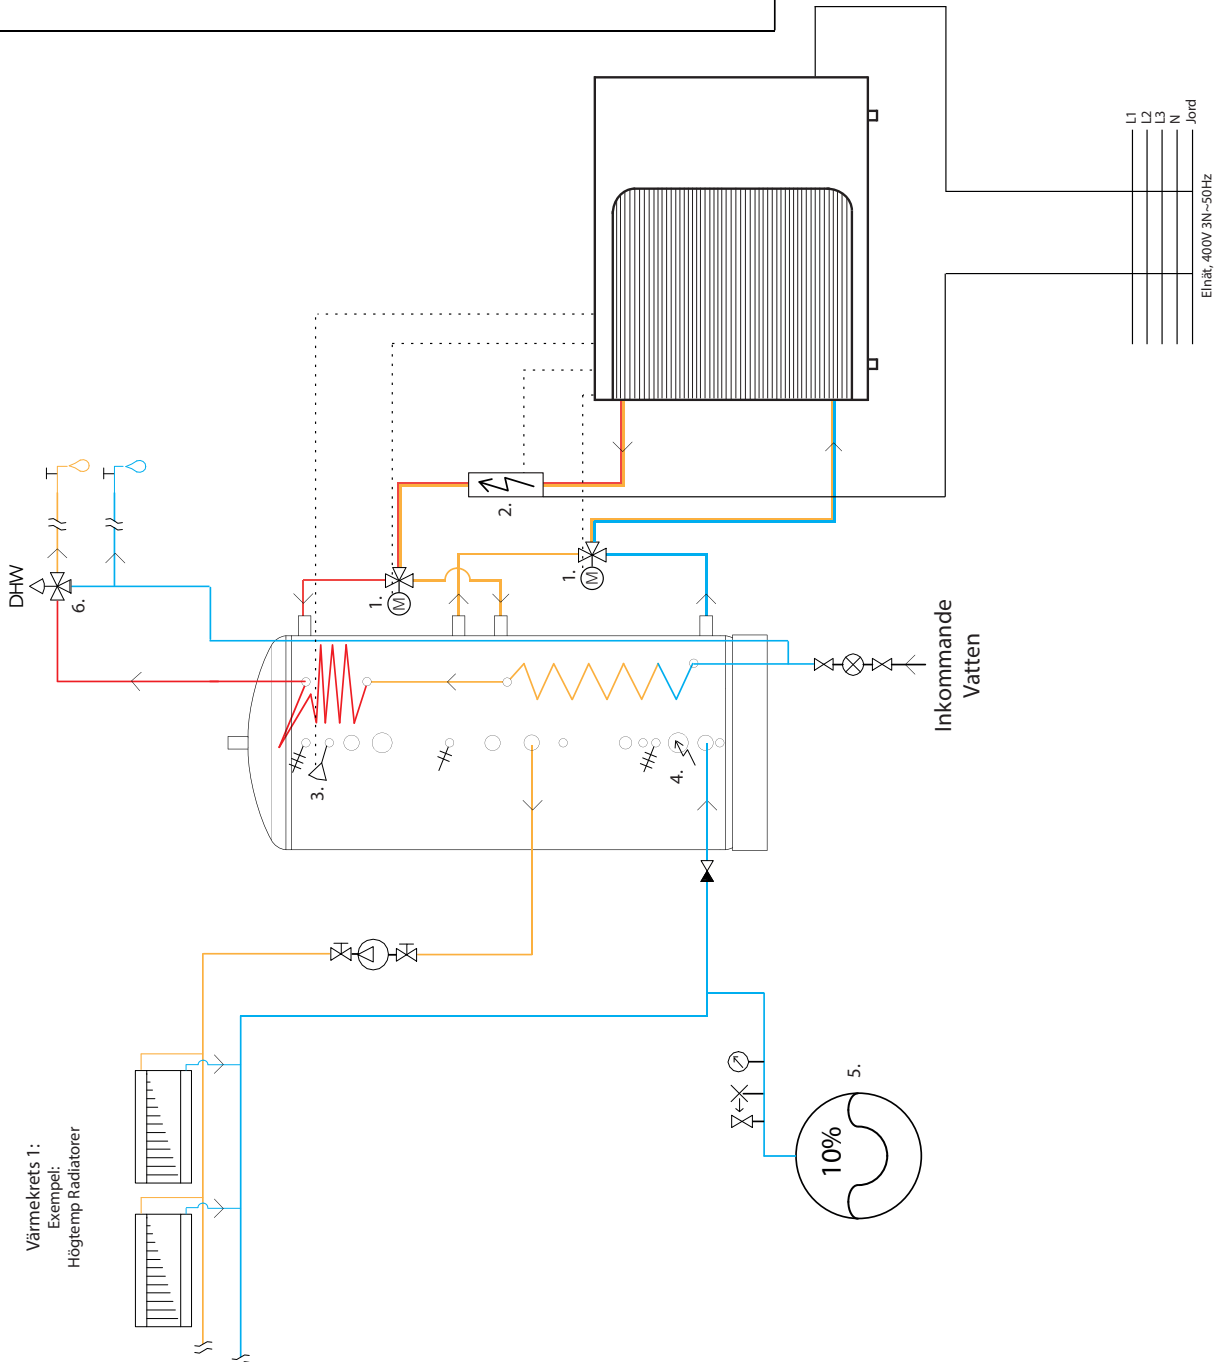 Värmekrets 1:
Exempel:
Högtemp Radiatorer
DHW
6.
1.
M
2.
1.
M
3.
4.
5.
10%
Inkommande
Vatten
L1
L2
L3
N
Jord
Elnät, 400V 3N~50Hz